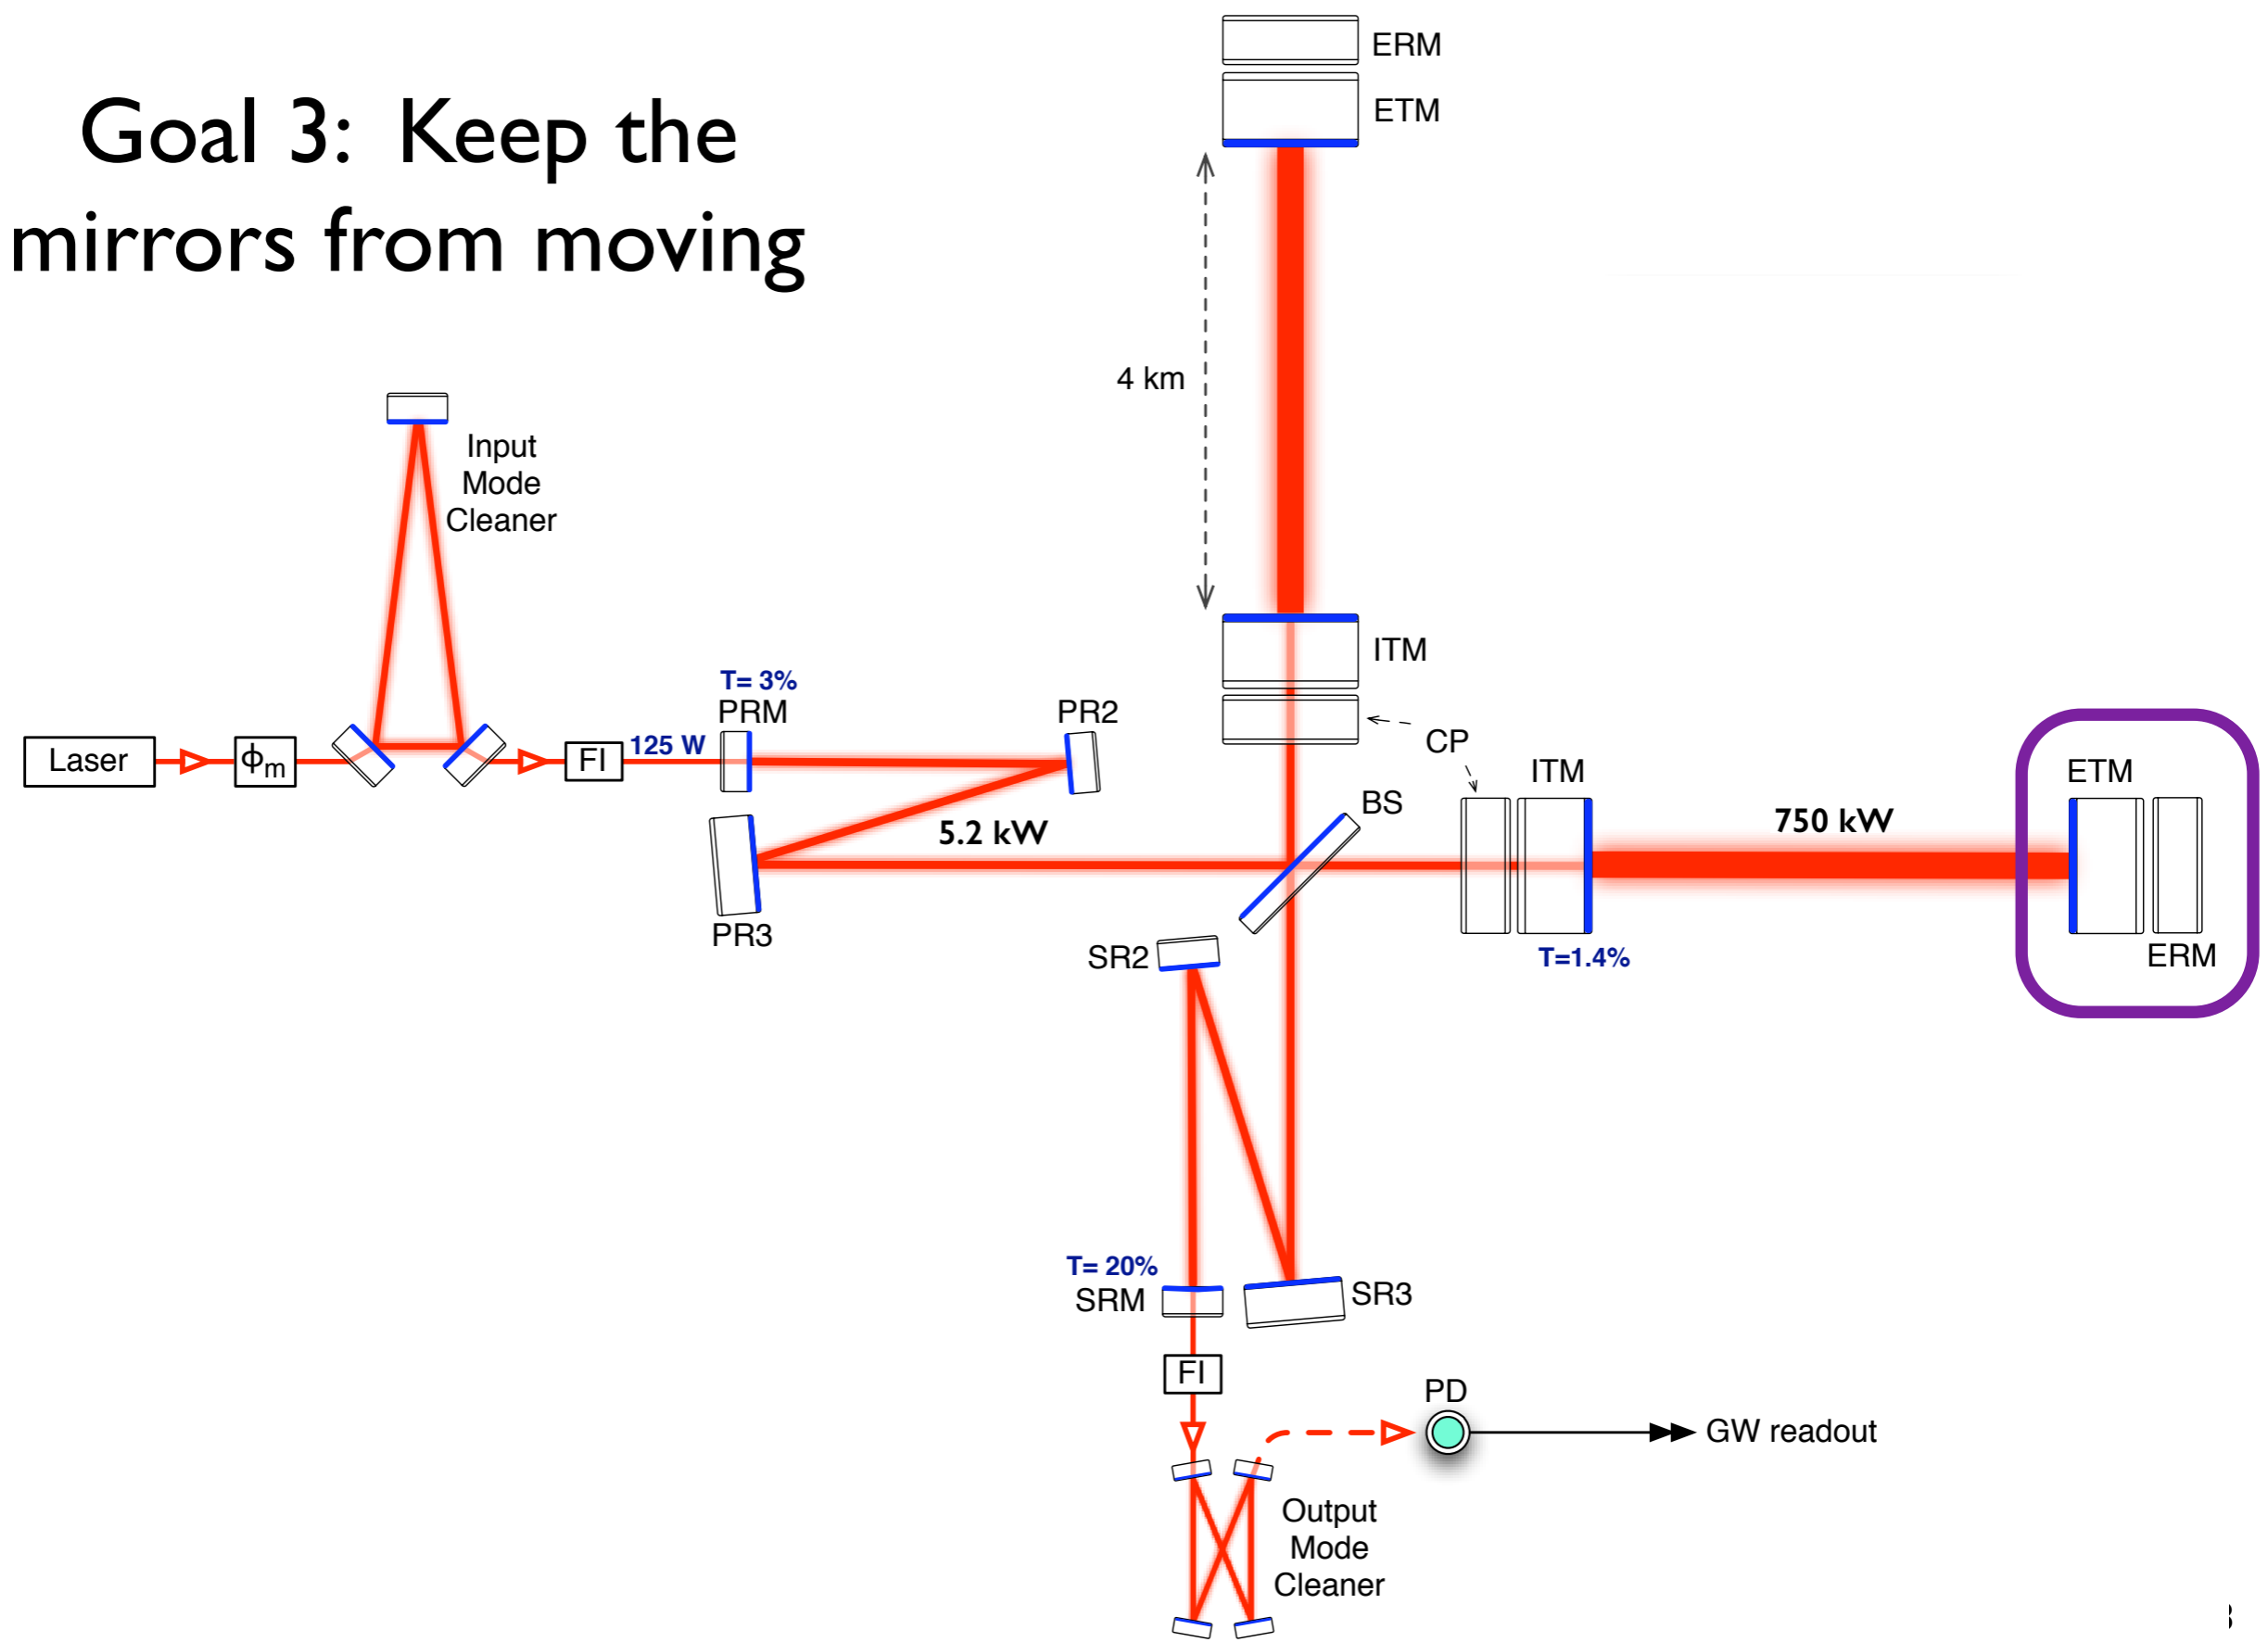 Goal 3: Keep the
mirrors from moving
ERM
ETM
4 km
Input
Mode
Cleaner
ITM
T= 3%
PRM
PR2
CP
Laser
ϕm
FI
125 W
ITM
ETM
BS
5.2 kW
750 kW
PR3
SR2
T=1.4%
ERM
T= 20%
SRM
SR3
FI
PD
GW readout
Output
Mode
Cleaner